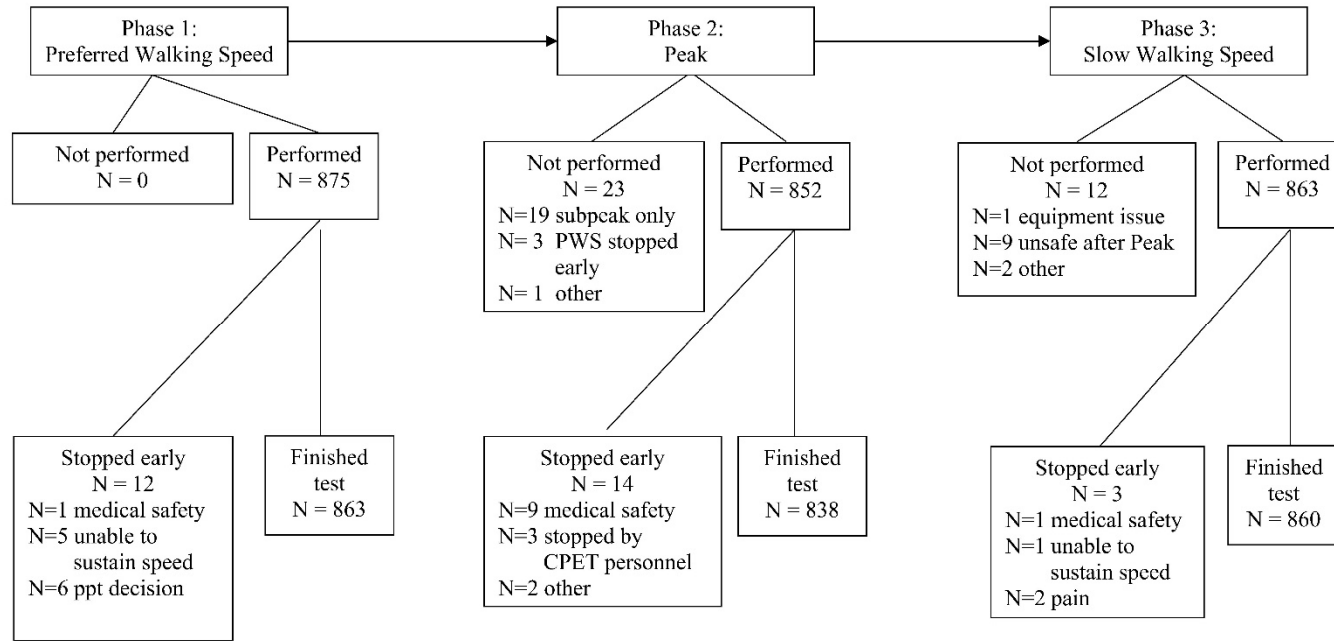 Phase 1:
Preferred Walking Speed
Phase 2:
Peak
Phase 3:
Slow Walking Speed
Not performed
N = 0
Performed
N = 875
Not performed
N = 23
N=19 subpeak only
N= 3 PWS stopped
early
N= 1 other
Performed
N = 852
Not performed
N = 12
N=1 equipment issue
N=9 unsafe after Peak
N=2 other
Performed
N = 863
Stopped early
N = 12
N=1 medical safety
N=5 unable to
sustain speed
N=6 ppt decision
Finished
test
N = 863
Stopped early
N = 14
N=9 medical safety
N=3 stopped by
CPET personnel
N=2 other
Finished
test
N = 838
Stopped early
N = 3
N=1 medical safety
N=1 unable to
sustain speed
N=2 pain
Finished
test
N = 860